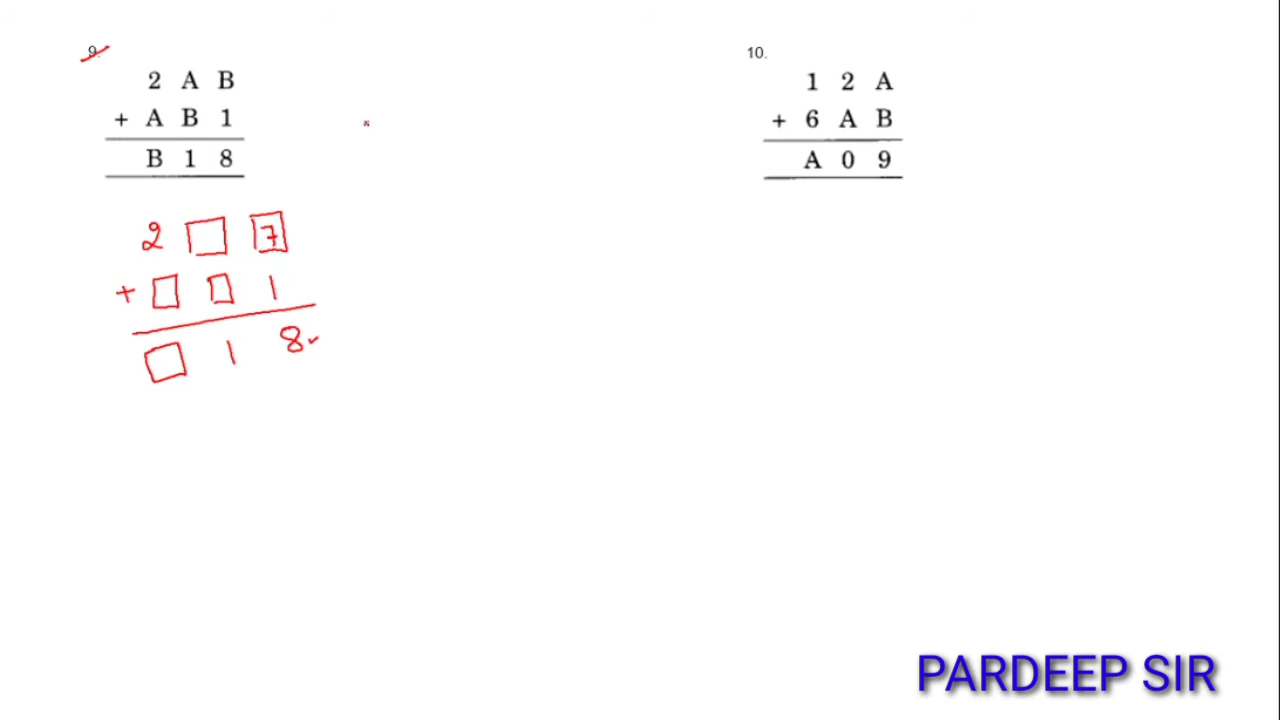 9.
2 A B
+ A B 1
B 1 8
2 7
+ 1
1 8
10.
1 2 A
+ 6 A B
A 0 9
PARDEEP SIR